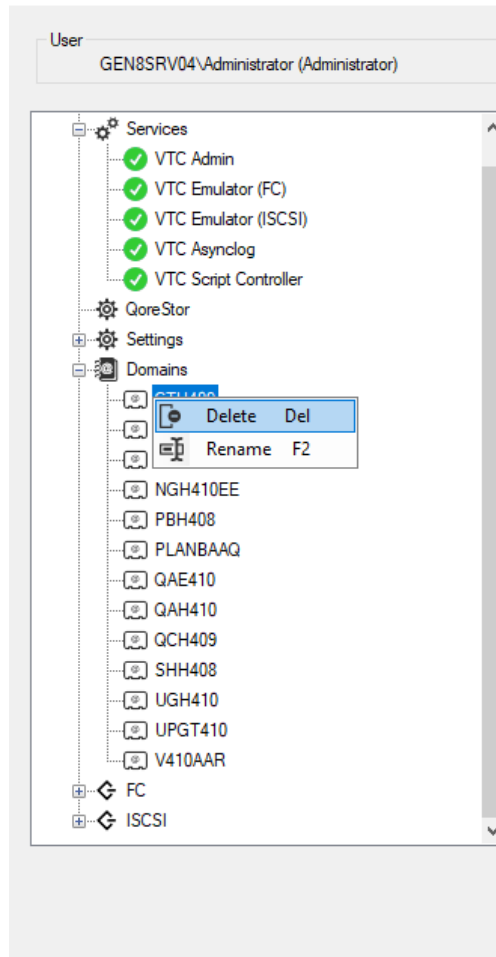 User
GEN8SRV04\Administrator (Administrator)
Services
VTC Admin
VTC Emulator (FC)
VTC Emulator (ISCSI)
VTC Asynclog
VTC Script Controller
QoreStor
Settings
Domains
Delete Del
Rename F2
NGH410EE
PBH408
PLANBAAQ
QAE410
QAH410
QCH409
SHH408
UGH410
UPGT410
V410AAR
FC
ISCSI